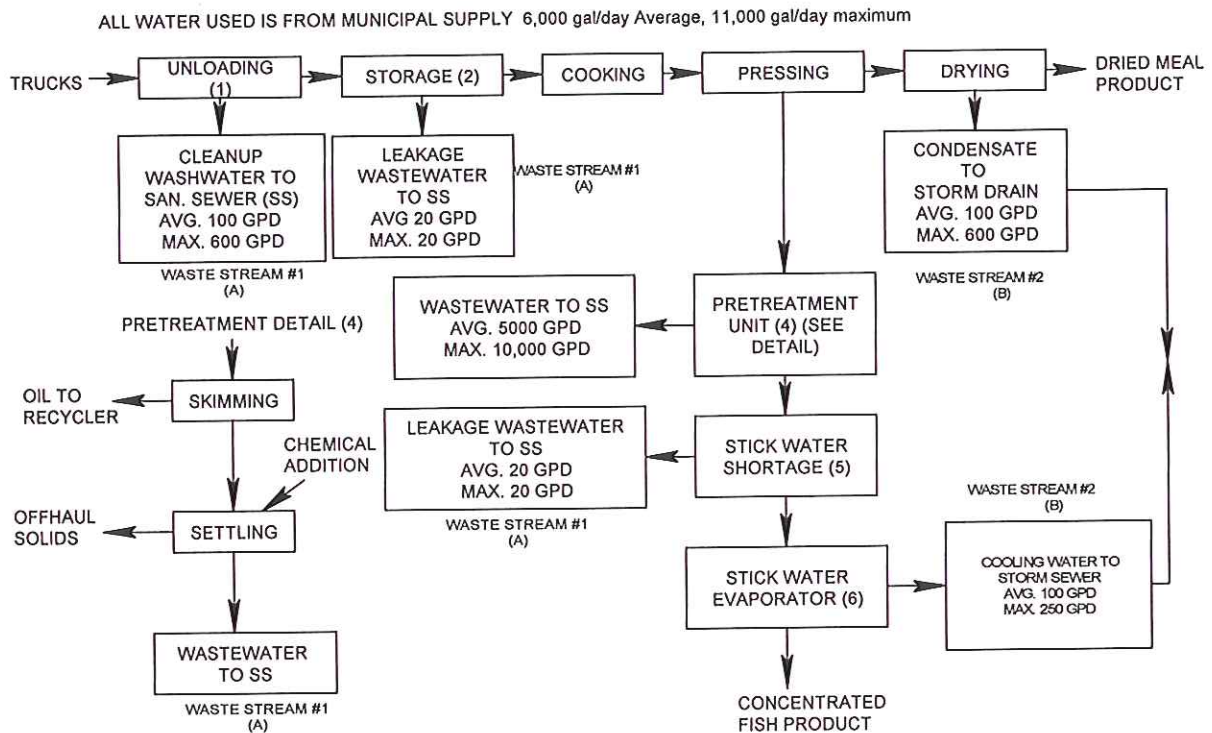 ALL WATER USED IS FROM MUNICIPAL SUPPLY 6,000 gal/day Average, 11,000 gal/day maximum
TRUCKS
UNLOADING
(1)
STORAGE (2)
COOKING
PRESSING
DRYING
DRIED MEAL
PRODUCT
CLEANUP
WASHWATER TO
SAN. SEWER (SS)
AVG. 100 GPD
MAX. 600 GPD
WASTE STREAM #1
(A)
LEAKAGE
WASTEWATER
TO SS
AVG 20 GPD
MAX. 20 GPD
WASTE STREAM #1
(A)
CONDENSATE
TO
STORM DRAIN
AVG. 100 GPD
MAX. 600 GPD
WASTE STREAM #2
(B)
WASTEWATER TO SS
AVG. 5000 GPD
MAX. 10,000 GPD
PRETREATMENT
UNIT (4) (SEE
DETAIL)
PRETREATMENT DETAIL (4)
OIL TO
RECYCLER
SKIMMING
CHEMICAL
ADDITION
OFFHAUL
SOLIDS
SETTLING
WASTEWATER
TO SS
WASTE STREAM #1
(A)
LEAKAGE WASTEWATER
TO SS
AVG. 20 GPD
MAX. 20 GPD
WASTE STREAM #1
(A)
STICK WATER
SHORTAGE (5)
STICK WATER
EVAPORATOR (6)
WASTE STREAM #2
(B)
COOLING WATER TO
STORM SEWER
AVG. 100 GPD
MAX. 250 GPD
CONCENTRATED
FISH PRODUCT